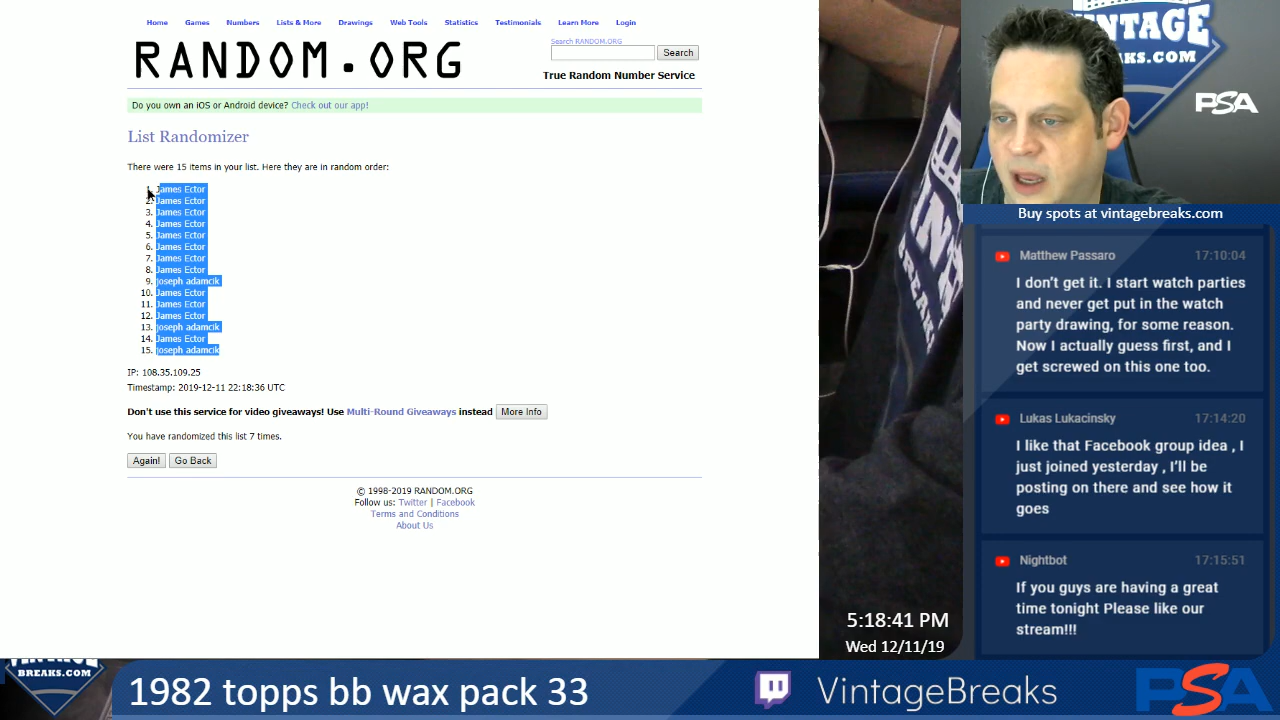 Home Games Numbers Lists & More Drawings Web Tools Statistics Testimonials Learn More Login
RANDOM.ORG
Search RANDOM.ORG
Search
True Random Number Service
Do you own an iOS or Android device? Check out our app!
List Randomizer
There were 15 items in your list. Here they are in random order:
1. James Ector
2. James Ector
3. James Ector
4. James Ector
5. James Ector
6. James Ector
7. James Ector
8. James Ector
9. joseph adamcik
10. James Ector
11. James Ector
12. James Ector
13. joseph adamcik
14. James Ector
15. joseph adamcik
IP: 108.35.109.25
Timestamp: 2019-12-11 22:18:36 UTC
Don't use this service for video giveaways! Use Multi-Round Giveaways instead More Info
You have randomized this list 7 times.
Again! Go Back
© 1998-2019 RANDOM.ORG
Follow us: Twitter | Facebook
Terms and Conditions
About Us
VINTAGE
KS.COM
PSA
Buy spots at vintagebreaks.com
Matthew Passaro 17:10:04
I don't get it. I start watch parties
and never get put in the watch
party drawing, for some reason.
Now I actually guess first, and I
get screwed on this one too.
Lukas Lukacinsky 17:14:20
I like that Facebook group idea , I
just joined yesterday , I'll be
posting on there and see how it
goes
Nightbot 17:15:51
If you guys are having a great
time tonight Please like our
stream!!!
5:18:41 PM
Wed 12/11/19
VINTAGE
BREAKS.COM
1982 topps bb wax pack 33
VintageBreaks
PSA